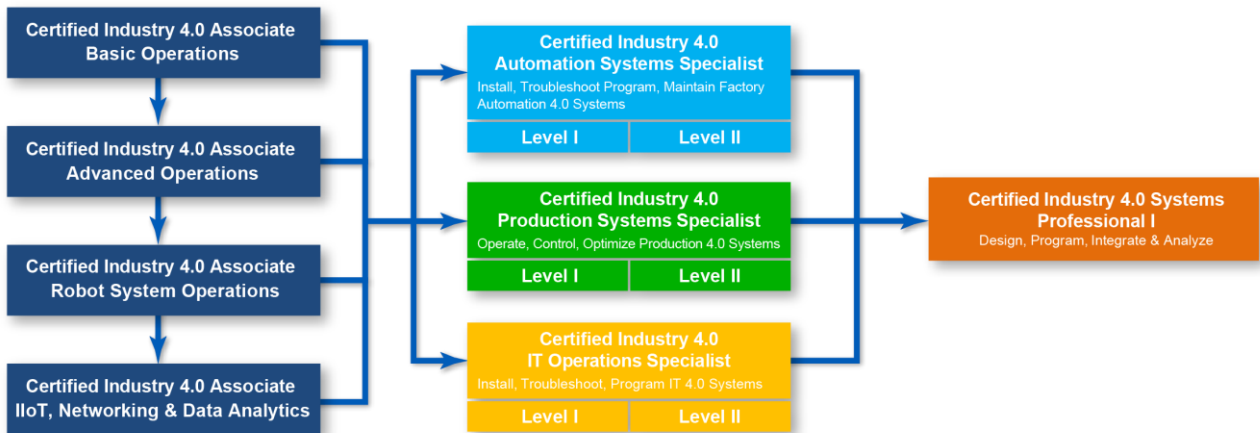 Certified Industry 4.0 Associate
Basic Operations
Certified Industry 4.0 Associate
Advanced Operations
Certified Industry 4.0 Associate
Robot System Operations
Certified Industry 4.0 Associate
IIoT, Networking & Data Analytics
Certified Industry 4.0
Automation Systems Specialist
Install, Troubleshoot Program, Maintain Factory
Automation 4.0 Systems
Level I
Level II
Certified Industry 4.0
Production Systems Specialist
Operate, Control, Optimize Production 4.0 Systems
Level I
Level II
Certified Industry 4.0
IT Operations Specialist
Install, Troubleshoot, Program IT 4.0 Systems
Level I
Level II
Certified Industry 4.0 Systems
Professional I
Design, Program, Integrate & Analyze